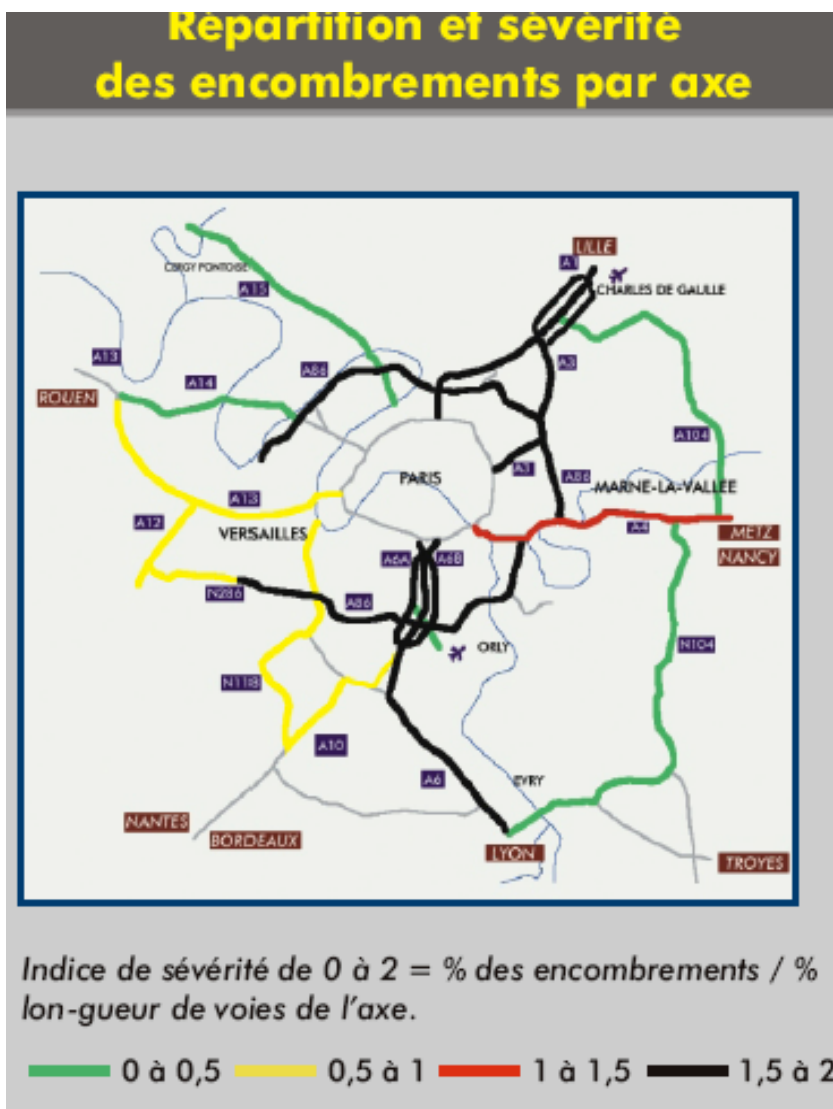 Répartition et sévérité
des encombrements par axe
LILLE
A1
CERGY PONTOISE
CHARLES DE GAULLE
A15
A13
A86
A3
A14
ROUEN
A104
A3
A86
PARIS
MARNE-LA-VALLEE
A13
A12
VERSAILLES
A4
METZ
NANCY
A6A
A6B
N286
A86
ORLY
N104
N118
A10
A6
EVRY
NANTES
BORDEAUX
LYON
TROYES
Indice de sévérité de 0 à 2 = % des encombrements / %
lon-gueur de voies de l'axe.
0 à 0,5 0,5 à 1 1 à 1,5 1,5 à 2